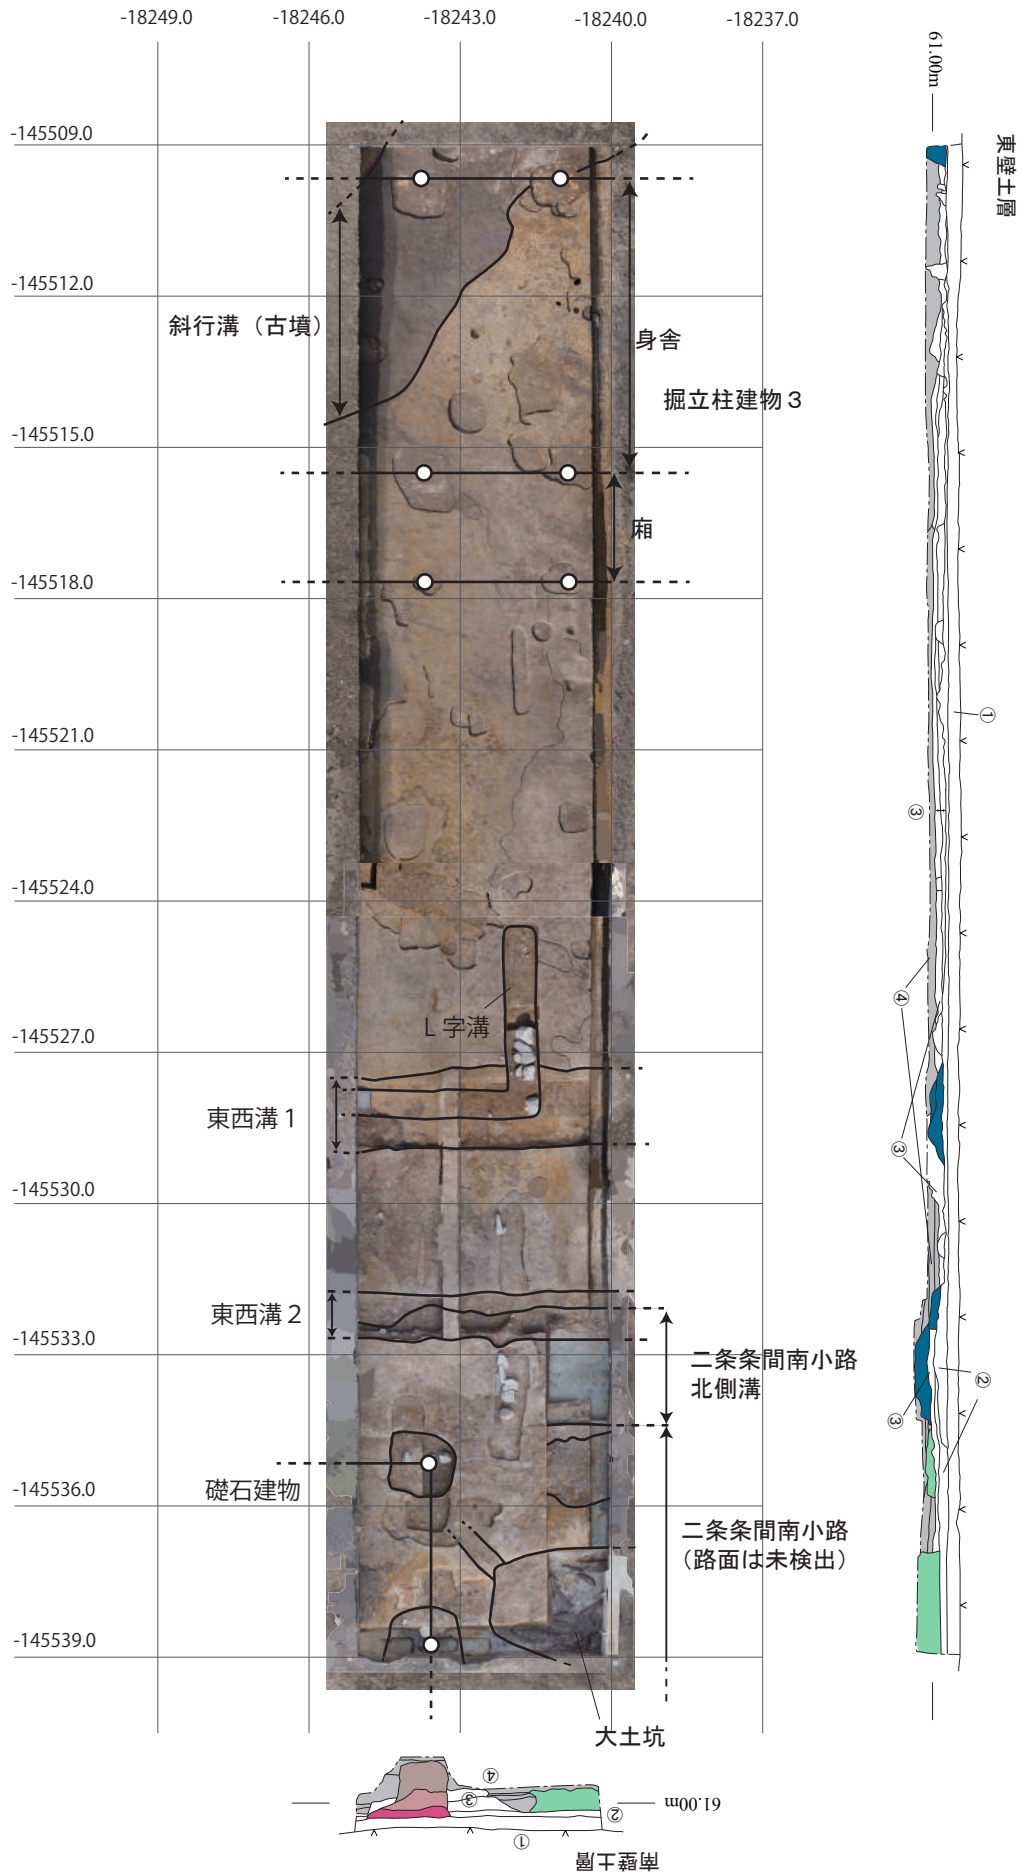 -18249.0 -18246.0 -18243.0 -18240.0 -18237.0
61.00m
東壁土層
-145509.0
-145512.0
斜行溝（古墳）
身舎
掘立柱建物３
-145515.0
廂
-145518.0
-145521.0
①
③
-145524.0
④
L 字溝
-145527.0
東西溝１
③
-145530.0
東西溝２
-145533.0
二条条間南小路
北側溝
②
③
礎石建物
-145536.0
二条条間南小路
（路面は未検出）
-145539.0
大土坑
④
③
61.00m
②
①
南壁土層